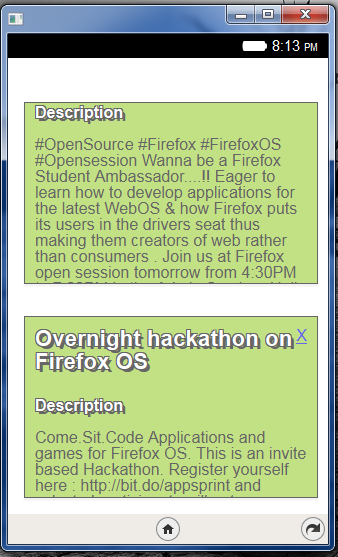 8:13 PM
Description
#OpenSource #Firefox #FirefoxOS
#Opensession Wanna be a Firefox
Student Ambassador....!! Eager to
learn how to develop applications for
the latest WebOS & how Firefox puts
its users in the drivers seat thus
making them creators of web rather
than consumers . Join us at Firefox
open session tomorrow from 4:30PM
Overnight hackathon on X
Firefox OS
Description
Come.Sit.Code Applications and
games for Firefox OS. This is an invite
based Hackathon. Register yourself
here : http://bit.do/appsprint and